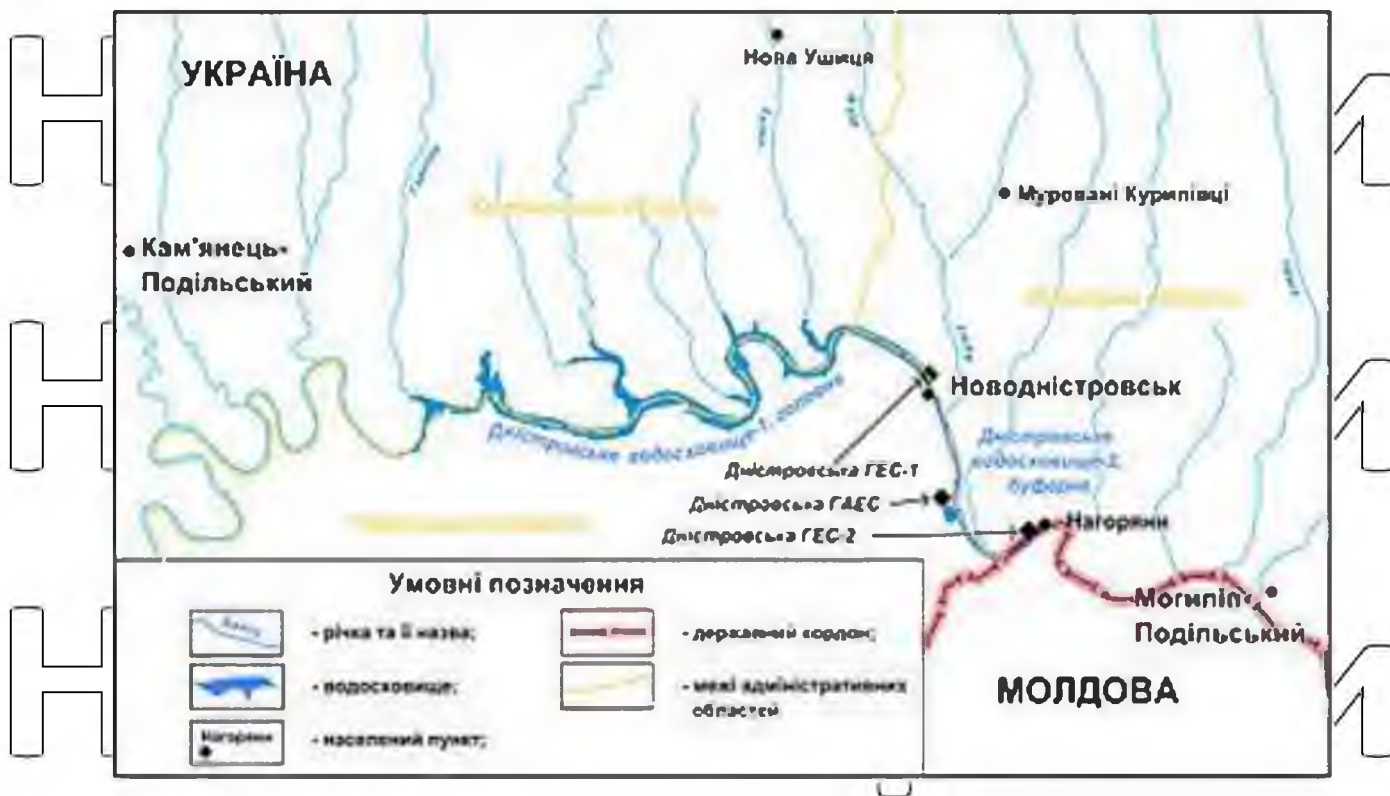 УКРАЇНА
Нова Ушиця
Муровані Курилівці
Кам'янець-
Подільський
Новодністровськ
Дністровське водосховище-1, головне
Дністровське
водосховище-2,
буферне
Дністровська ГЕС-1
Дністровська ГАЕС
Дністровська ГЕС-2
Нагоряни
Могилів-
Подільський
МОЛДОВА
Умовні позначення
- річка та її назва;
- водосховище;
Нагоряни
- населений пункт;
- державний кордон;
- межі адміністративних
областей